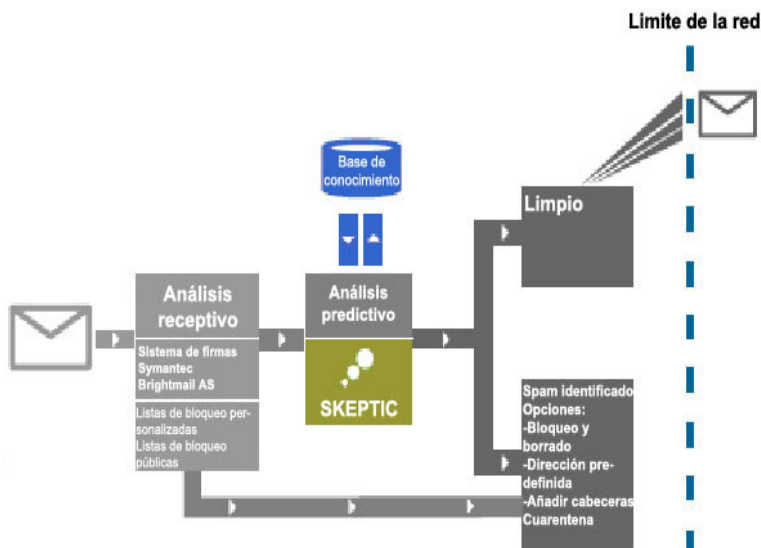 Limite de la red
Base de
conocimiento
Limpio
Análisis
receptivo
Análisis
predictivo
Sistema de firmas
Symantec
Brightmail AS
SKEPTIC
Listas de bloqueo per-
sonalizadas
Listas de bloqueo
públicas
Spam identificado
Opciones:
-Bloqueo y
borrado
-Dirección pre-
definida
-Añadir cabeceras
Cuarentena